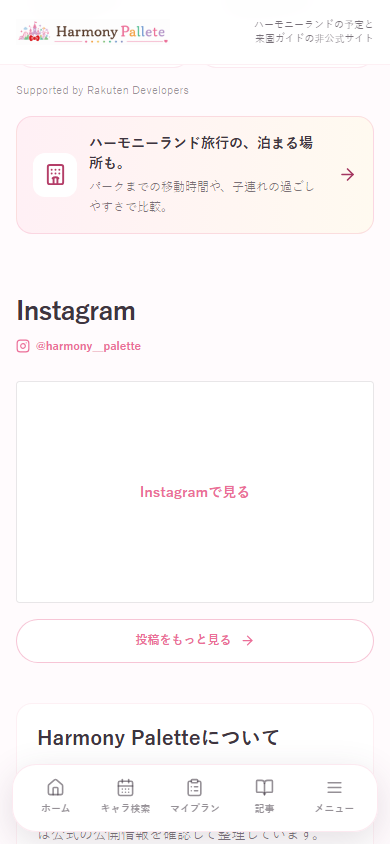 Harmony Pallete
ハーモニーランドの予定と
来園ガイドの非公式サイト
Supported by Rakuten Developers
ハーモニーランド旅行の、泊まる場
所も。
パークまでの移動時間や、子連れの過ごし
やすさで比較。
Instagram
@harmony__palette
Instagramで見る
投稿をもっと見る
Harmony Paletteについて
ホーム
キャラ検索
マイプラン
記事
メニュー
は公式の公開情報を確認して整理しています。